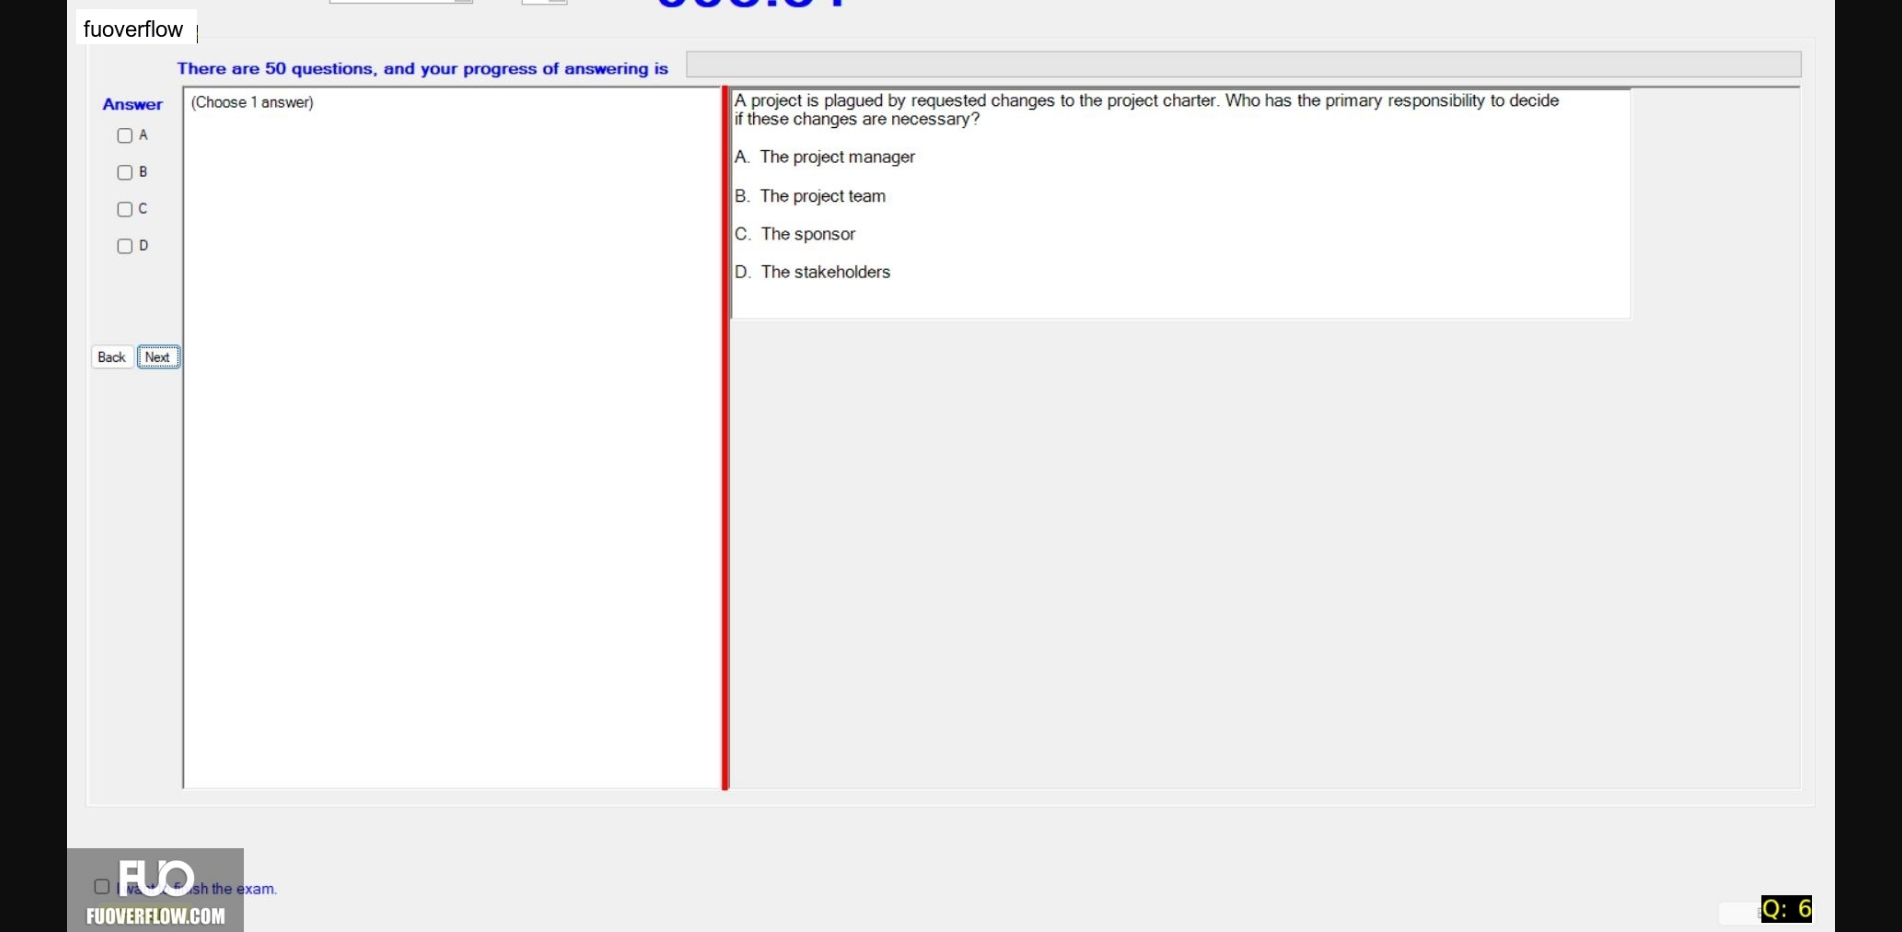 fuoverflow
There are 50 questions, and your progress of answering is
Answer
(Choose 1 answer)
A
B
C
D
Back Next
A project is plagued by requested changes to the project charter. Who has the primary responsibility to decide
if these changes are necessary?
A. The project manager
B. The project team
C. The sponsor
D. The stakeholders
FUO
sh the exam.
FUOVERFLOW.COM
Q: 6